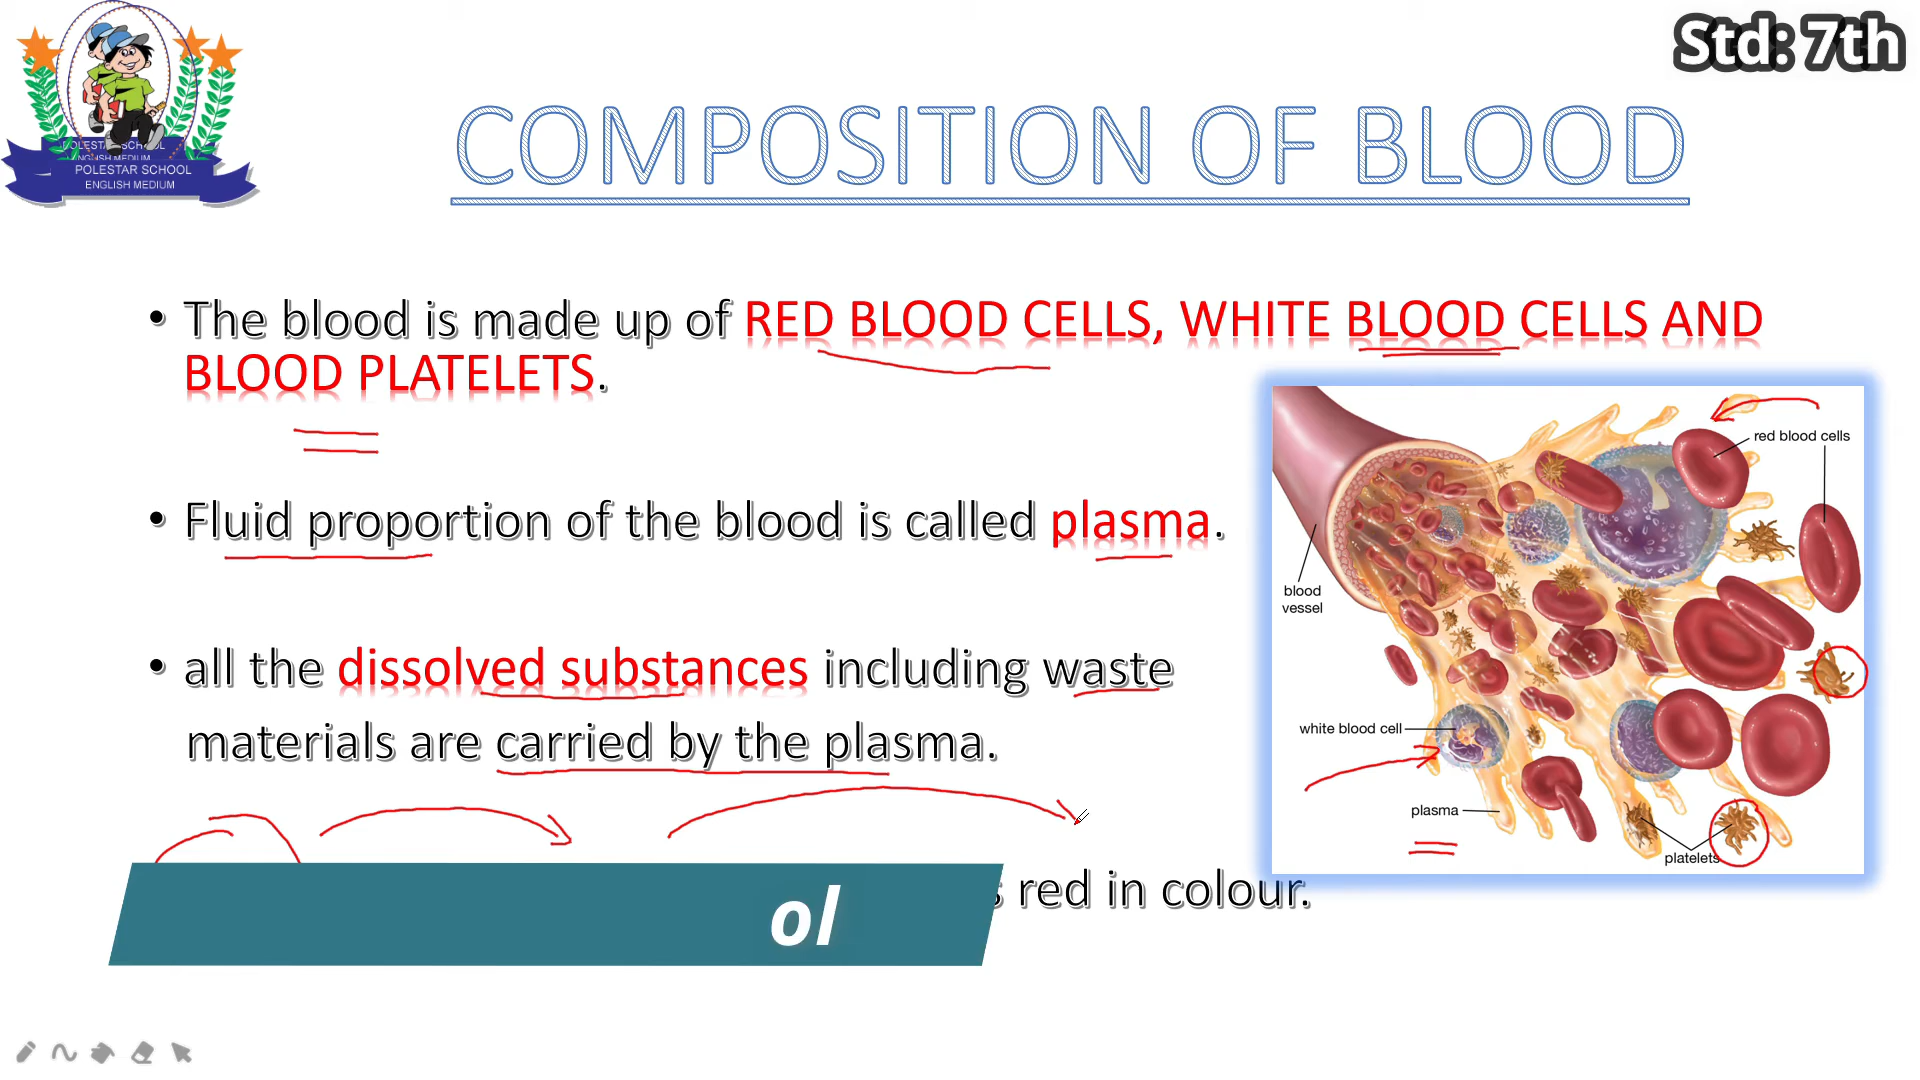 Std: 7th
POLESTAR SCHOOL
ENGLISH MEDIUM
COMPOSITION OF BLOOD
• The blood is made up of RED BLOOD CELLS, WHITE BLOOD CELLS AND
BLOOD PLATELETS.
• Fluid proportion of the blood is called plasma.
• all the dissolved substances including waste
materials are carried by the plasma.
red in colour.
ol
red blood cells
blood
vessel
white blood cell
plasma
platelets